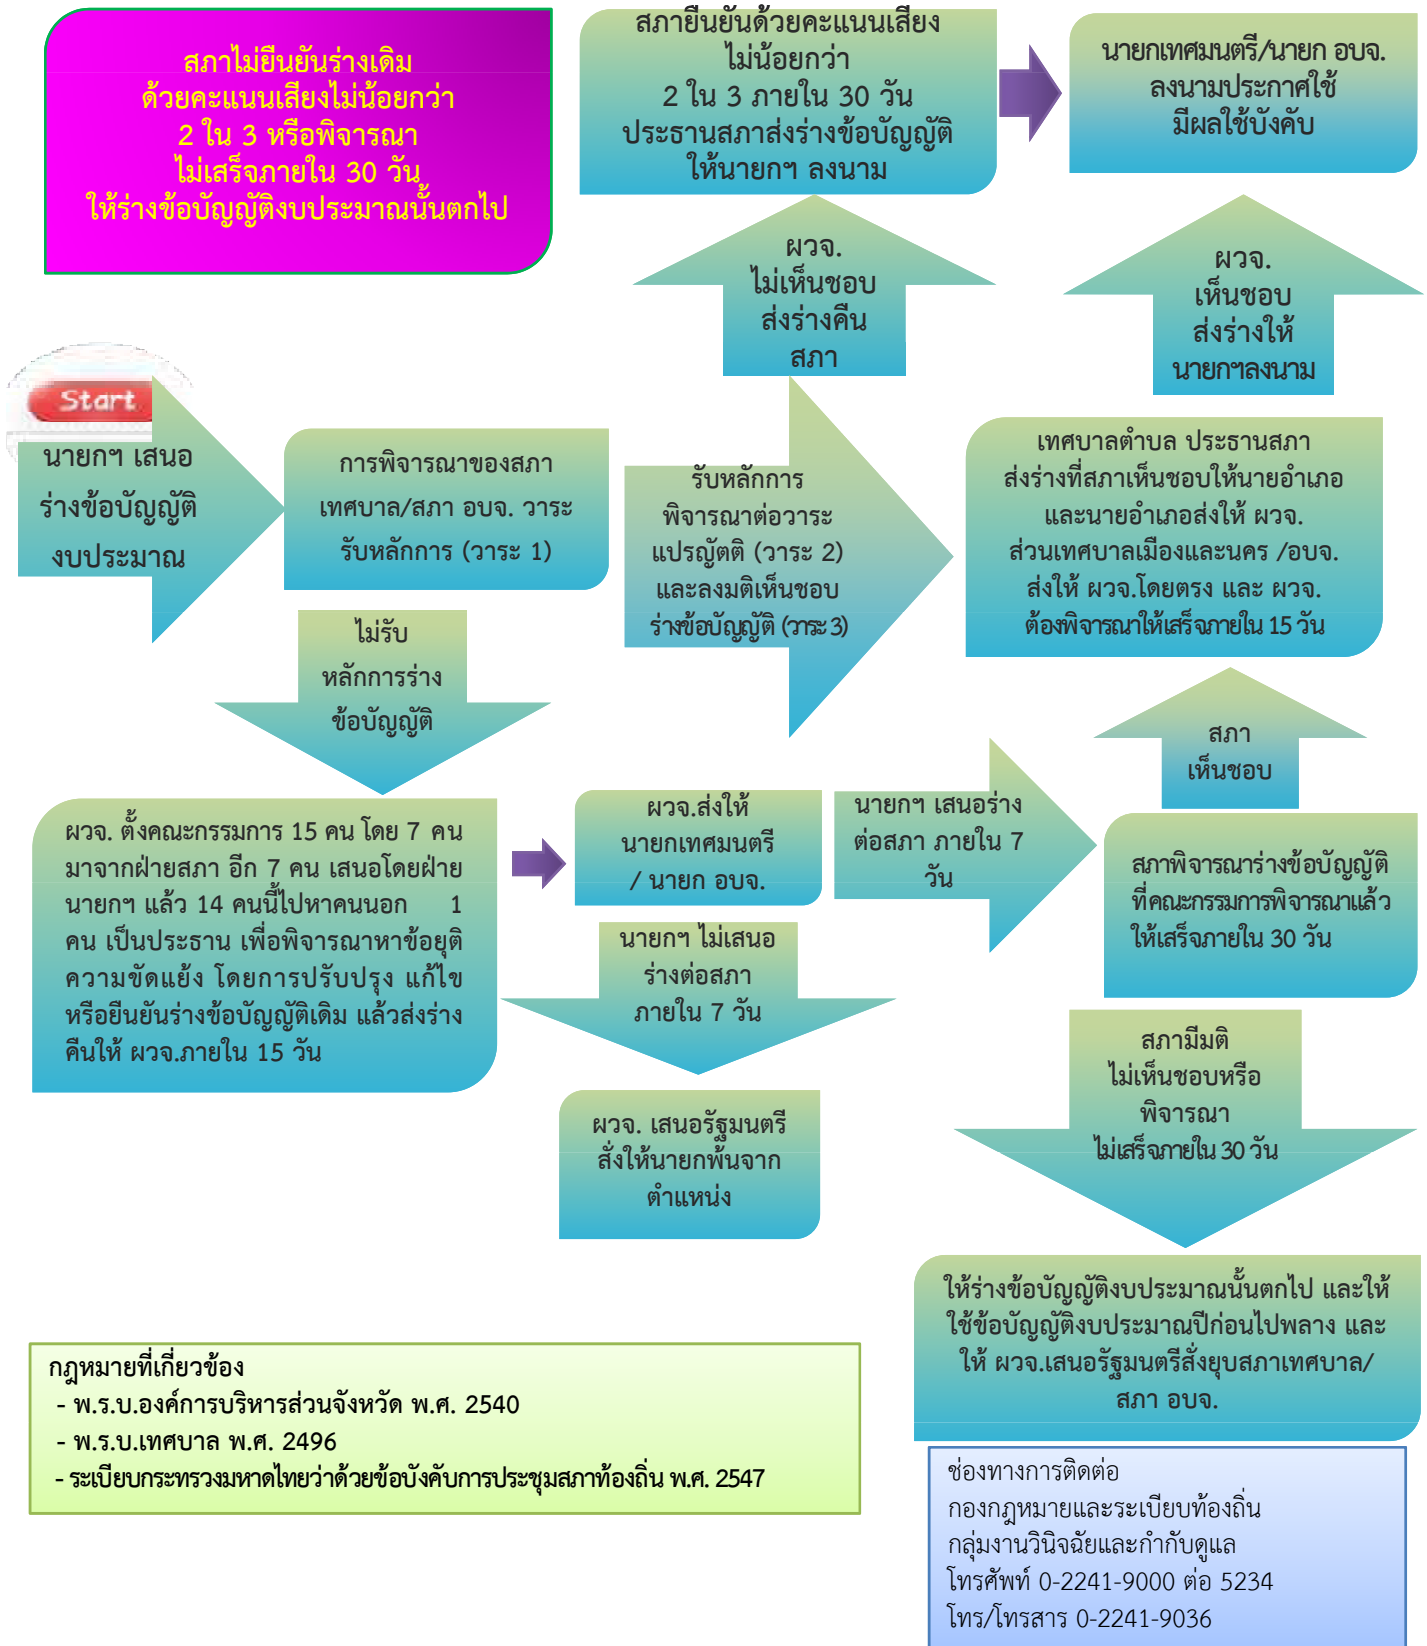 สภาไม่ยืนยันร่างเดิม
ด้วยคะแนนเสียงไม่น้อยกว่า
2 ใน 3 หรือพิจารณา
ไม่เสร็จภายใน 30 วัน
ให้ร่างข้อบัญญัติงบประมาณนั้นตกไป
สภายืนยันด้วยคะแนนเสียง
ไม่น้อยกว่า
2 ใน 3 ภายใน 30 วัน
ประธานสภาส่งร่างข้อบัญญัติ
ให้นายกฯ ลงนาม
นายกเทศมนตรี/นายก อบจ.
ลงนามประกาศใช้
มีผลใช้บังคับ
ผวจ.
ไม่เห็นชอบ
ส่งร่างคืน
สภา
ผวจ.
เห็นชอบ
ส่งร่างให้
นายกฯลงนาม
Start
นายกฯ เสนอ
ร่างข้อบัญญัติ
งบประมาณ
การพิจารณาของสภา
เทศบาล/สภา อบจ. วาระ
รับหลักการ (วาระ 1)
รับหลักการ
พิจารณาต่อวาระ
แปรญัตติ (วาระ 2)
และลงมติเห็นชอบ
ร่างข้อบัญญัติ (วาระ 3)
เทศบาลตำบล ประธานสภา
ส่งร่างที่สภาเห็นชอบให้นายอำเภอ
และนายอำเภอส่งให้ ผวจ.
ส่วนเทศบาลเมืองและนคร /อบจ.
ส่งให้ ผวจ.โดยตรง และ ผวจ.
ต้องพิจารณาให้เสร็จภายใน 15 วัน
ไม่รับ
หลักการร่าง
ข้อบัญญัติ
สภา
เห็นชอบ
ผวจ. ตั้งคณะกรรมการ 15 คน โดย 7 คน
มาจากฝ่ายสภา อีก 7 คน เสนอโดยฝ่าย
นายกฯ แล้ว 14 คนนี้ไปหาคนนอก 1
คน เป็นประธาน เพื่อพิจารณาหาข้อยุติ
ความขัดแย้ง โดยการปรับปรุง แก้ไข
หรือยืนยันร่างข้อบัญญัติเดิม แล้วส่งร่าง
คืนให้ ผวจ.ภายใน 15 วัน
ผวจ.ส่งให้
นายกเทศมนตรี
/ นายก อบจ.
นายกฯ เสนอร่าง
ต่อสภา ภายใน 7
วัน
สภาพิจารณาร่างข้อบัญญัติ
ที่คณะกรรมการพิจารณาแล้ว
ให้เสร็จภายใน 30 วัน
นายกฯ ไม่เสนอ
ร่างต่อสภา
ภายใน 7 วัน
สภามีมติ
ไม่เห็นชอบหรือ
พิจารณา
ไม่เสร็จภายใน 30 วัน
ผวจ. เสนอรัฐมนตรี
สั่งให้นายกพ้นจาก
ตำแหน่ง
ให้ร่างข้อบัญญัติงบประมาณนั้นตกไป และให้
ใช้ข้อบัญญัติงบประมาณปีก่อนไปพลาง และ
ให้ ผวจ.เสนอรัฐมนตรีสั่งยุบสภาเทศบาล/
สภา อบจ.
กฎหมายที่เกี่ยวข้อง
- พ.ร.บ.องค์การบริหารส่วนจังหวัด พ.ศ. 2540
- พ.ร.บ.เทศบาล พ.ศ. 2496
- ระเบียบกระทรวงมหาดไทยว่าด้วยข้อบังคับการประชุมสภาท้องถิ่น พ.ศ. 2547
ช่องทางการติดต่อ
กองกฎหมายและระเบียบท้องถิ่น
กลุ่มงานวินิจฉัยและกำกับดูแล
โทรศัพท์ 0-2241-9000 ต่อ 5234
โทร/โทรสาร 0-2241-9036